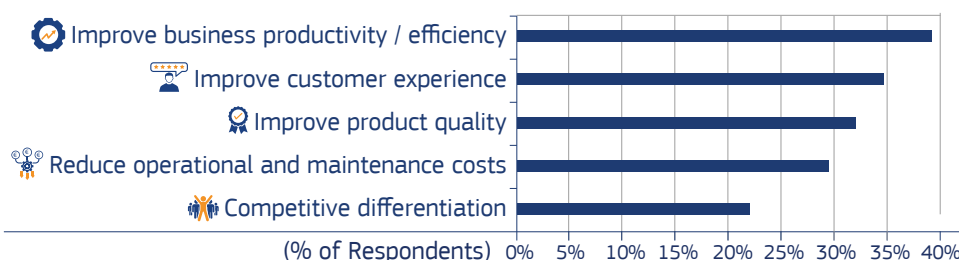 Improve business productivity / efficiency
Improve customer experience
Improve product quality
Reduce operational and maintenance costs
Competitive differentiation
(% of Respondents) 0% 5% 10% 15% 20% 25% 30% 35% 40%